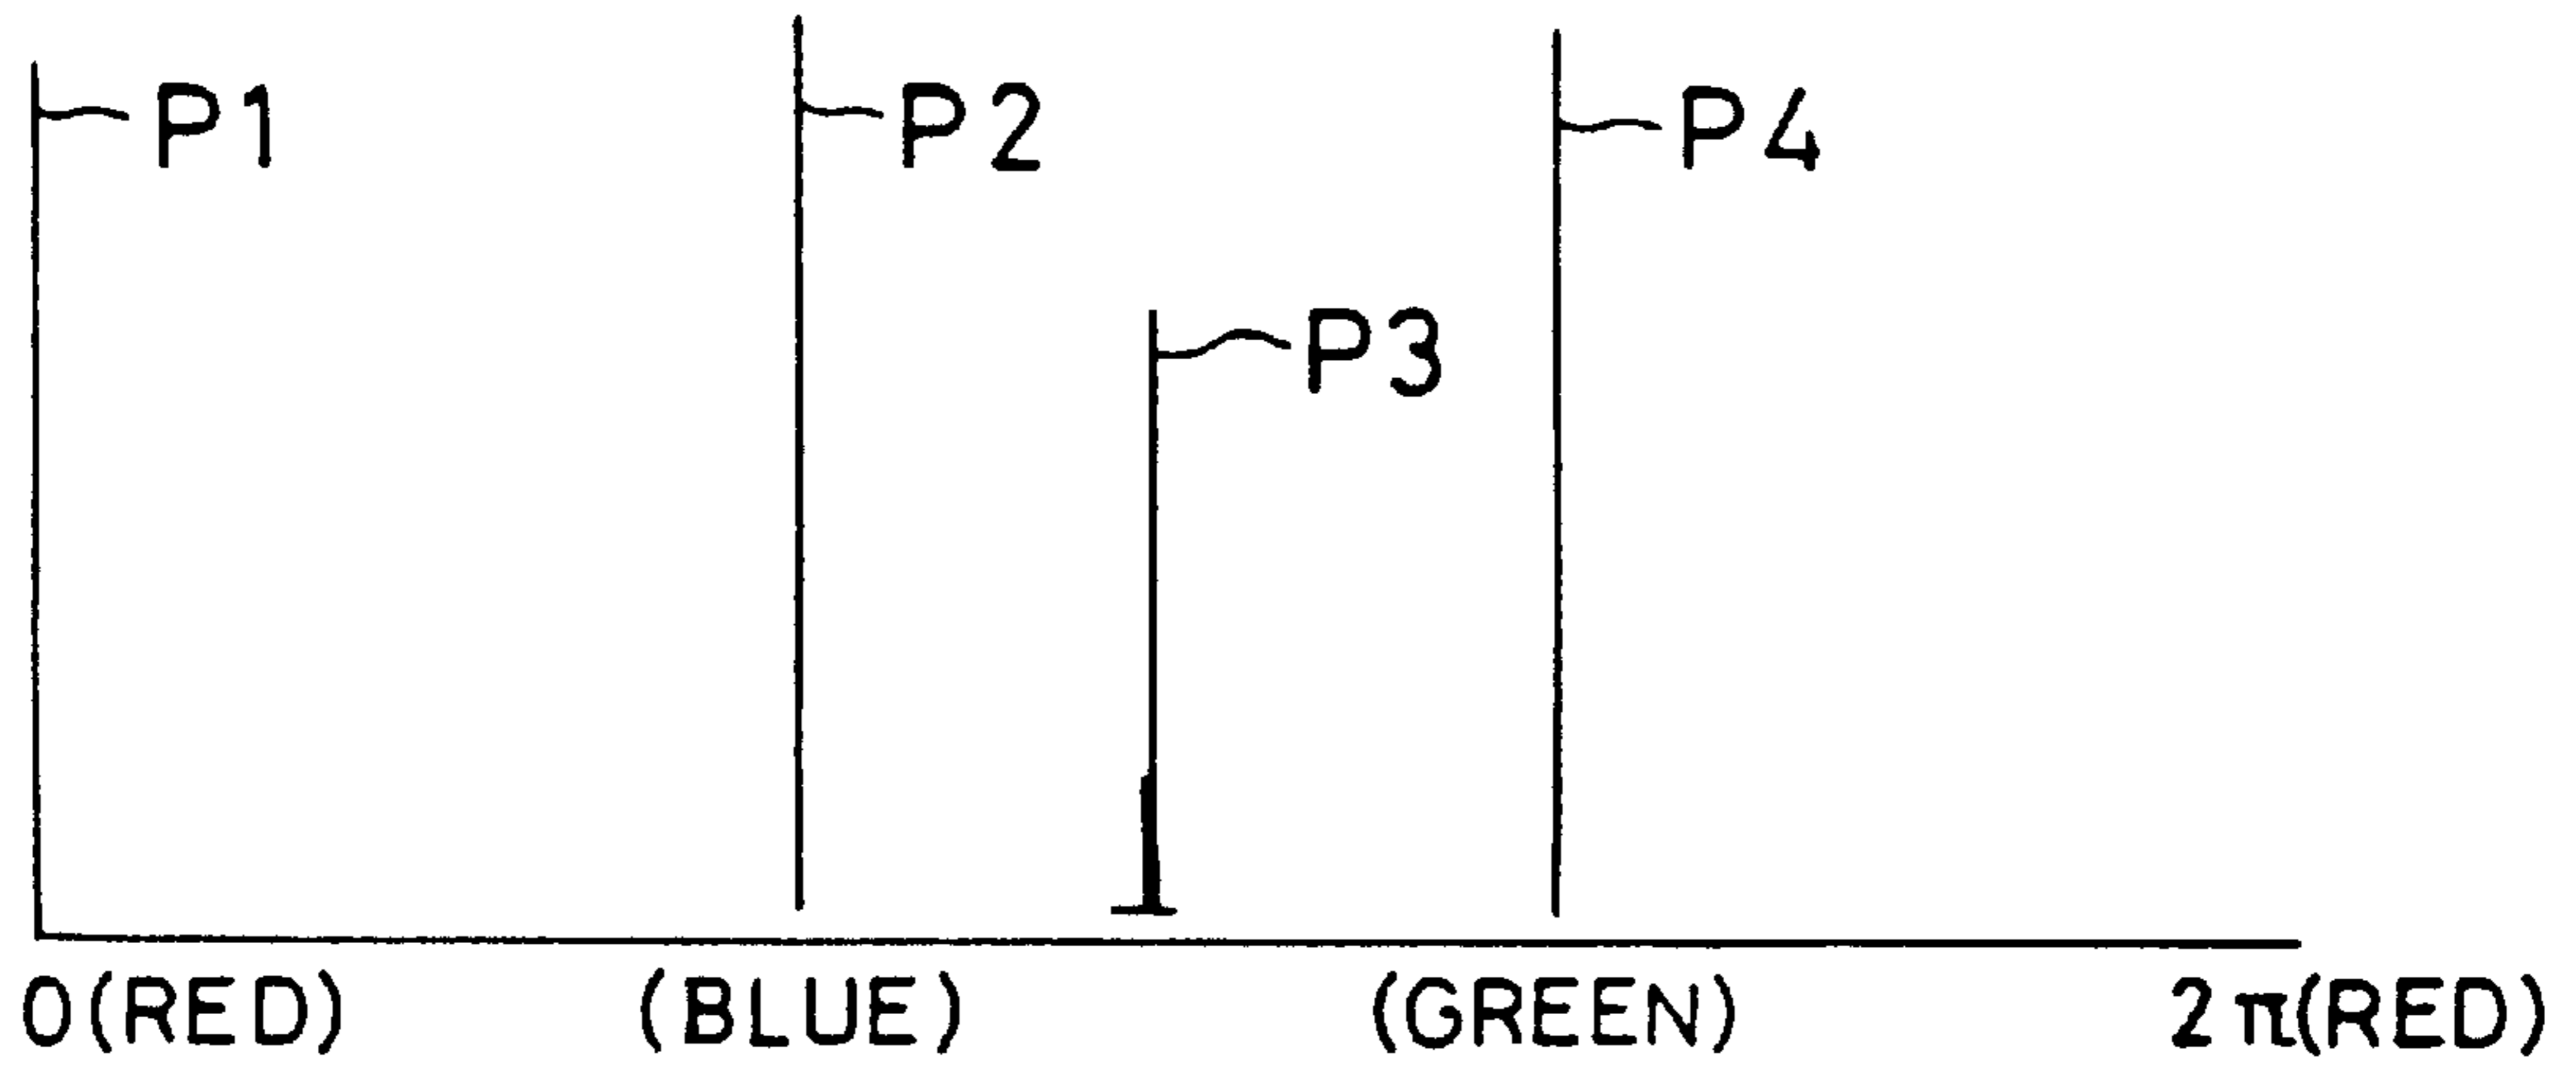 P1
P2
P4
P3
0(RED) (BLUE) (GREEN) 2π(RED)